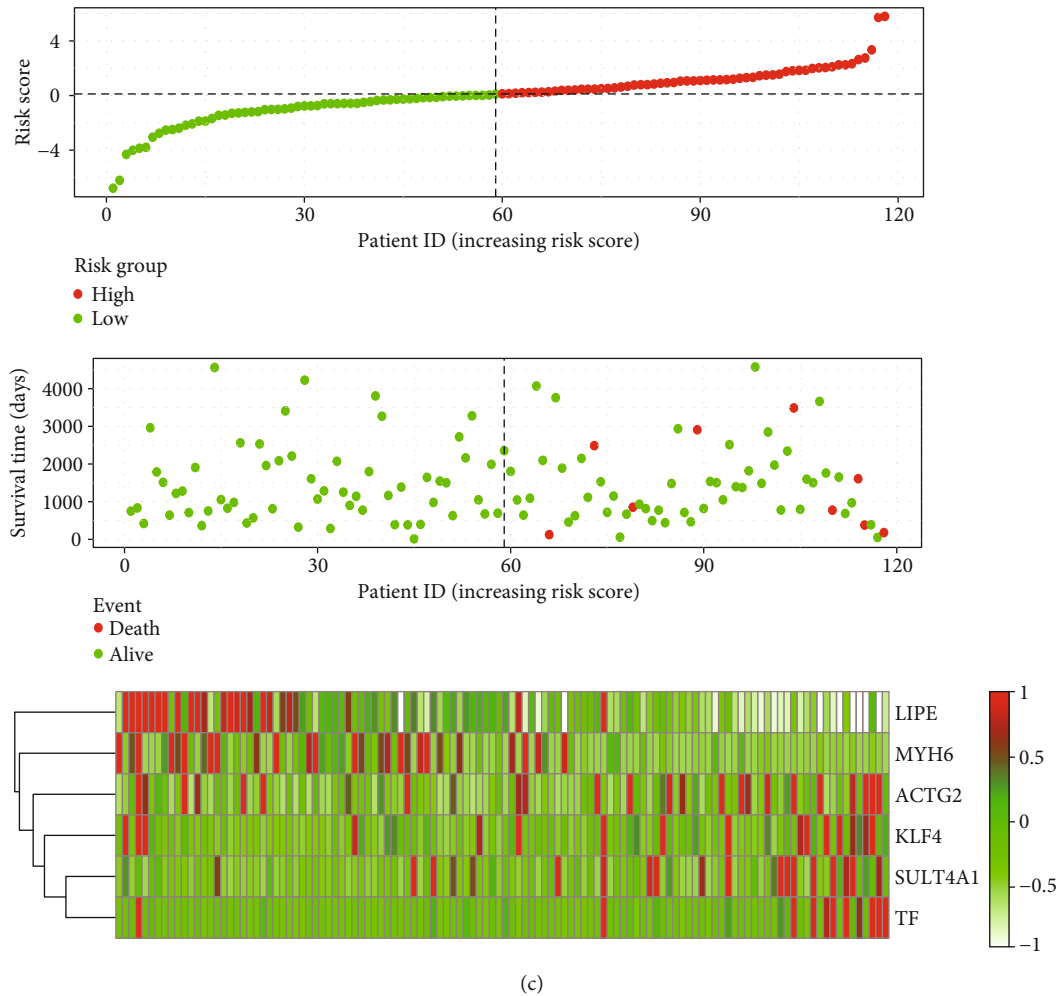 4
0
−4
Risk score
0
30
60
90
120
Patient ID (increasing risk score)
Risk group
High
Low
4000
3000
2000
1000
0
Survival time (days)
0
30
60
90
120
Patient ID (increasing risk score)
Event
Death
Alive
LIPE
MYH6
ACTG2
KLF4
SULT4A1
TF
1
0.5
0
−0.5
−1
(c)